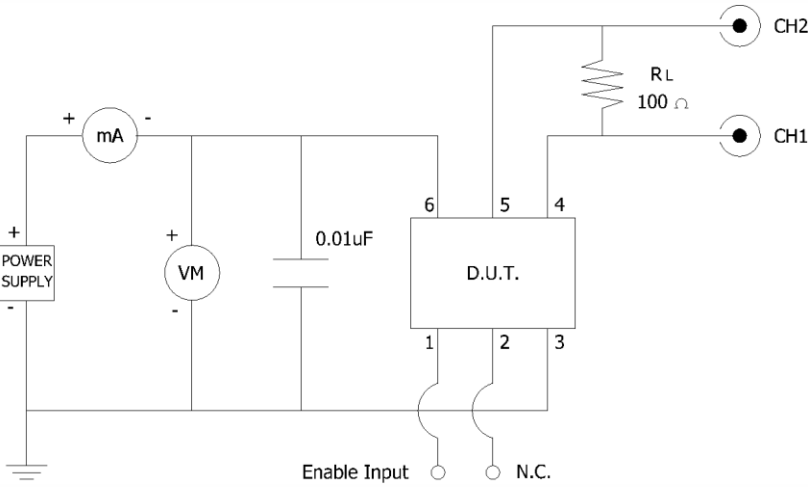 CH2
RL
100 Ω
CH1
+ mA -
6 5 4
+
POWER
SUPPLY
-
+
VM
-
0.01uF
D.U.T.
1 2 3
Enable Input
N.C.